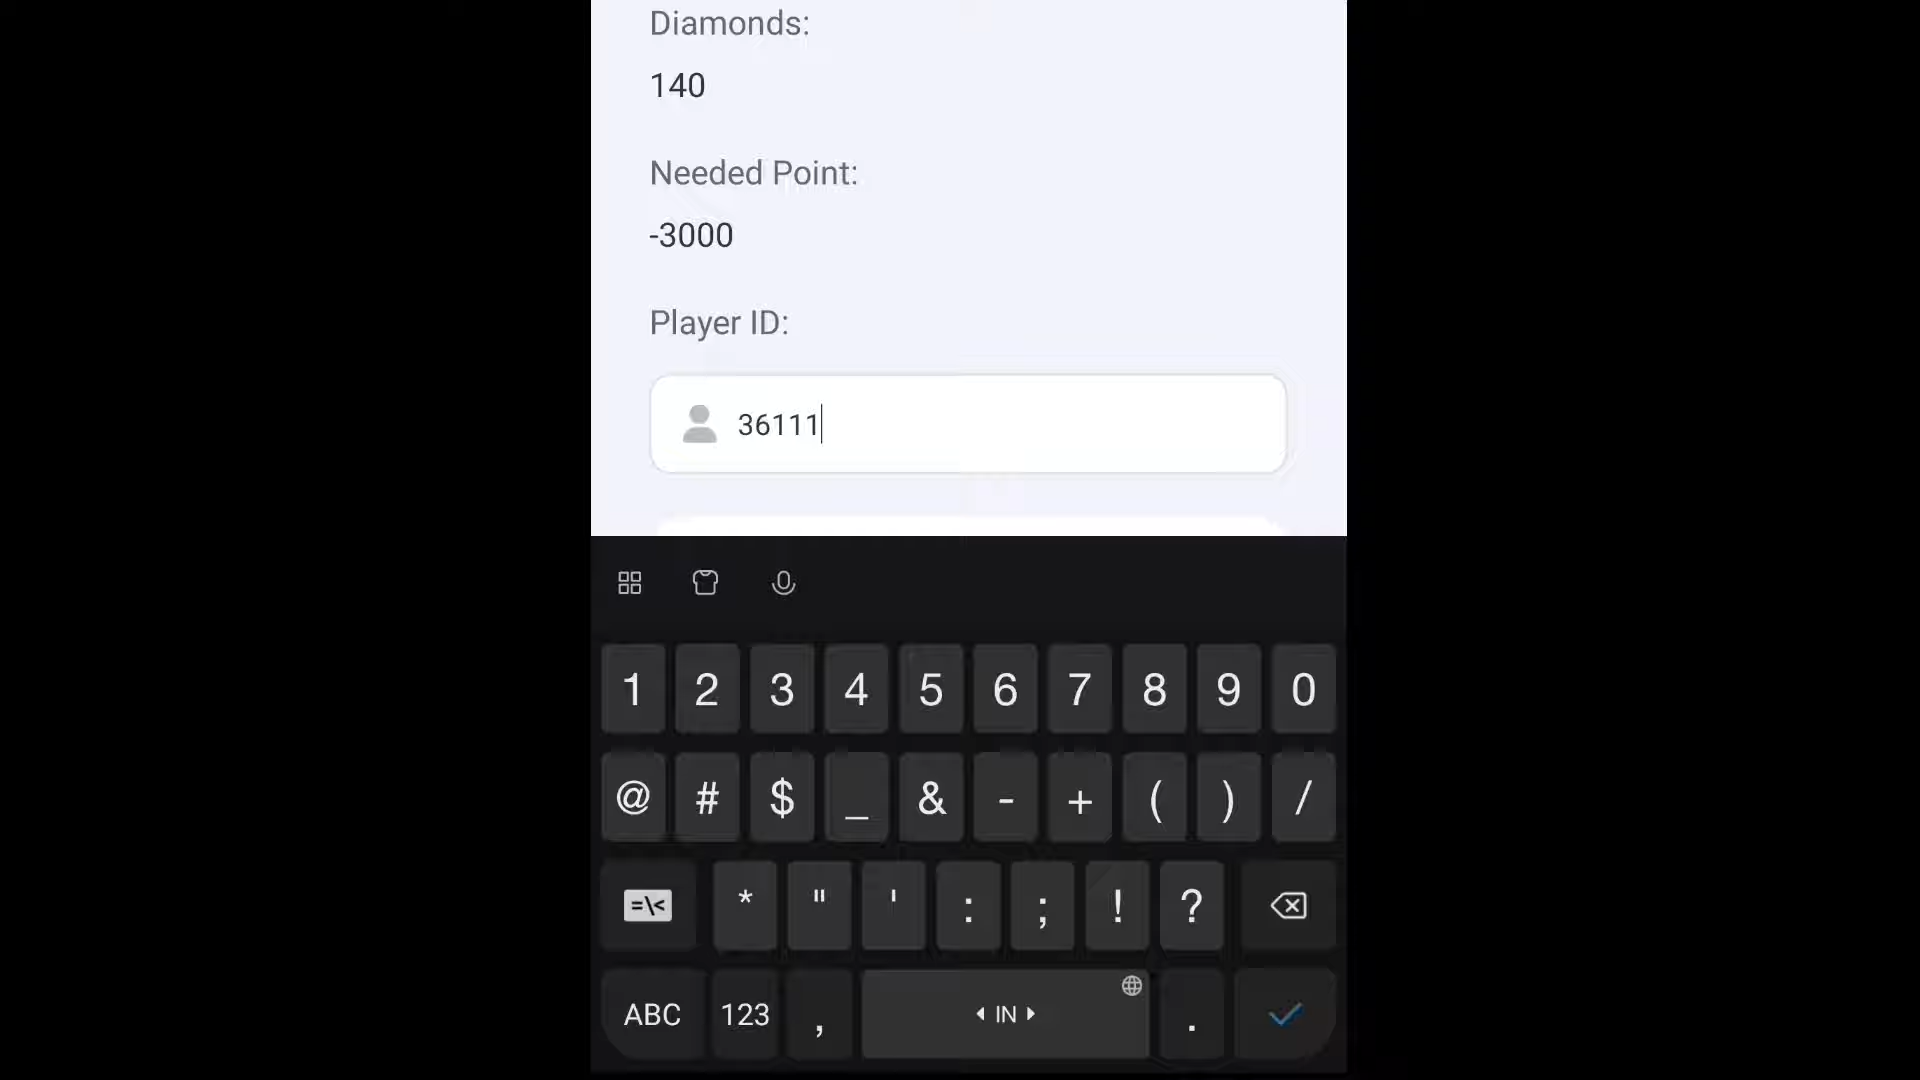 Diamonds:
140
Needed Point:
-3000
Player ID:
36111
1 2 3 4 5 6 7 8 9 0
@ # $ _ & - + ( ) /
=\< * " ' : ; ! ?
ABC 123 , IN .